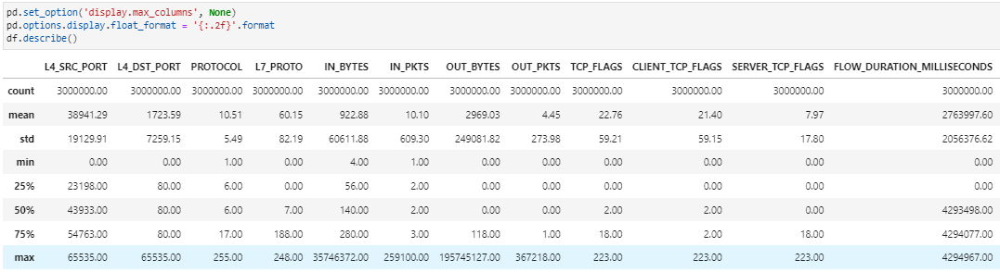 pd.set_option('display.max_columns', None)
pd.options.display.float_format = '{:.2f}'.format
df.describe()
L4_SRC_PORT L4_DST_PORT PROTOCOL L7_PROTO IN_BYTES IN_PKTS OUT_BYTES OUT_PKTS TCP_FLAGS CLIENT_TCP_FLAGS SERVER_TCP_FLAGS FLOW_DURATION_MILLISECONDS
count 3000000.00 3000000.00 3000000.00 3000000.00 3000000.00 3000000.00 3000000.00 3000000.00 3000000.00 3000000.00 3000000.00 3000000.00
mean 38941.29 1723.59 10.51 60.15 922.88 10.10 2969.03 4.45 22.76 21.40 7.97 2763997.60
std 19129.91 7259.15 5.49 82.19 60611.88 609.30 249081.82 273.98 59.21 59.15 17.80 2056376.62
min 0.00 0.00 1.00 0.00 4.00 1.00 0.00 0.00 0.00 0.00 0.00 0.00
25% 23198.00 80.00 6.00 0.00 56.00 2.00 0.00 0.00 0.00 0.00 0.00 0.00
50% 43933.00 80.00 6.00 7.00 140.00 2.00 0.00 0.00 2.00 2.00 0.00 4293498.00
75% 54763.00 80.00 17.00 188.00 280.00 3.00 118.00 1.00 18.00 2.00 18.00 4294077.00
max 65535.00 65535.00 255.00 248.00 35746372.00 259100.00 195745127.00 367218.00 223.00 223.00 223.00 4294967.00